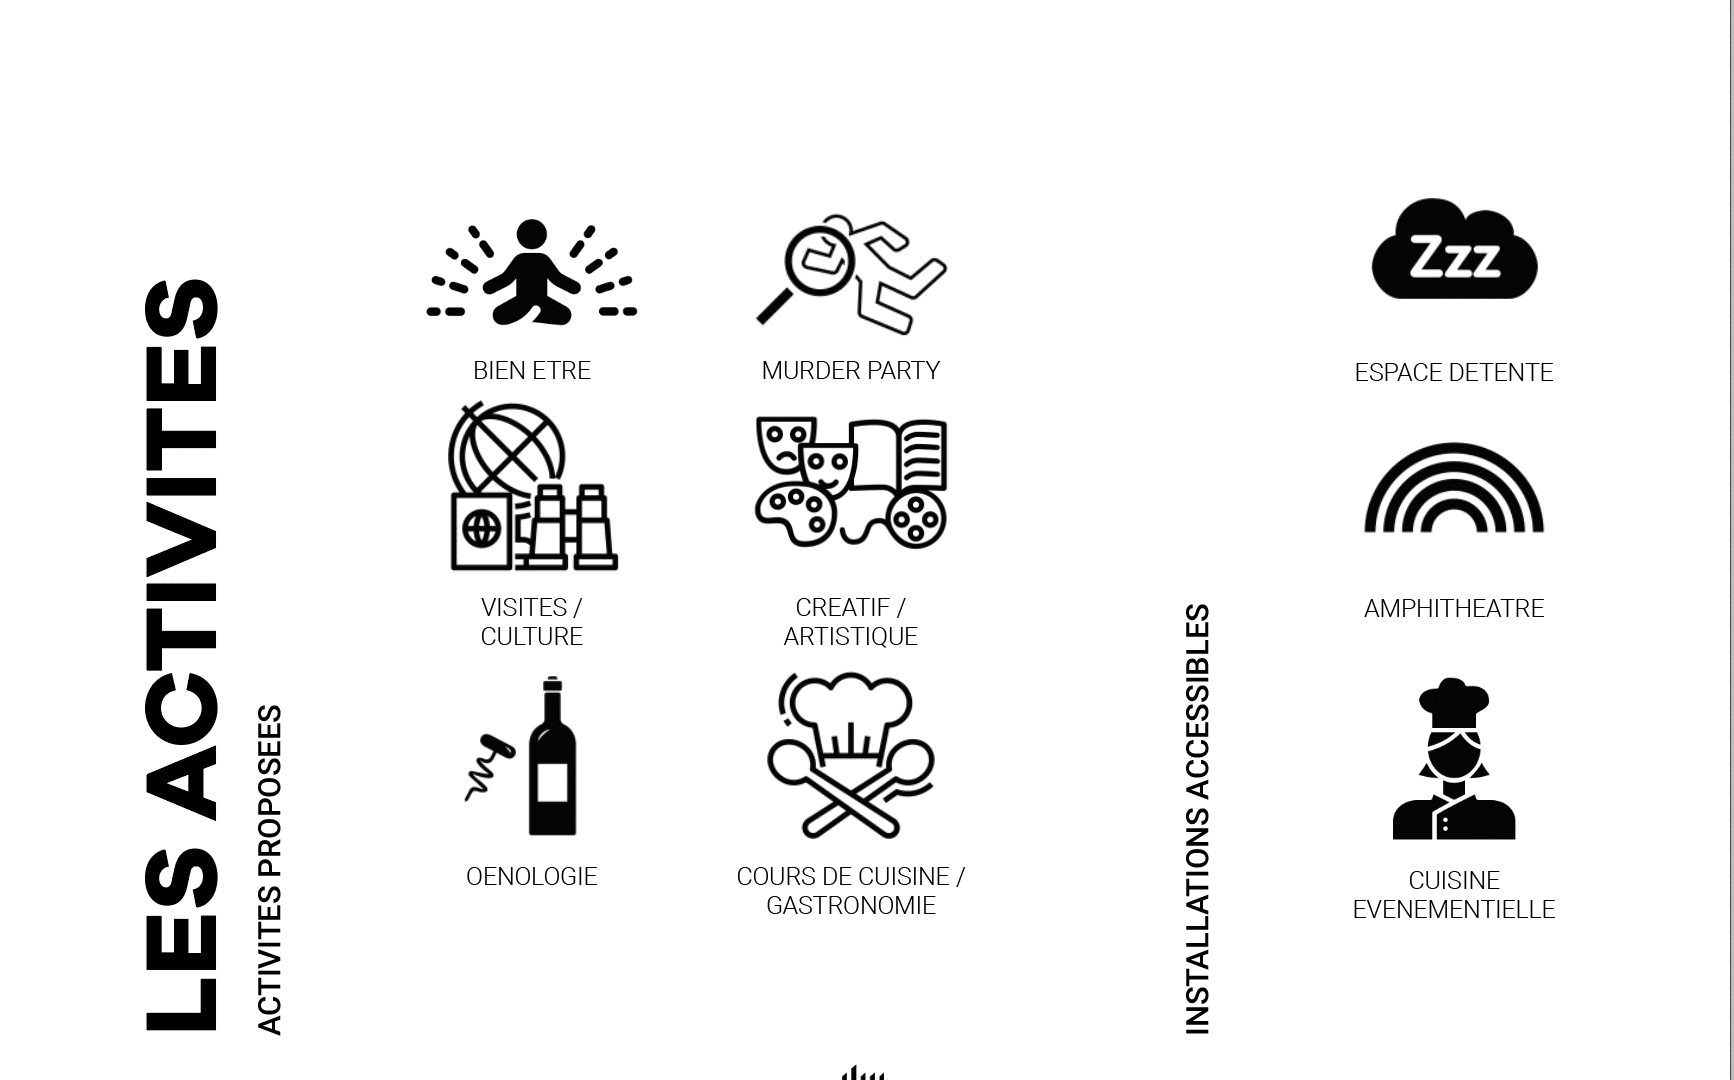 LES ACTIVITES
ACTIVITES PROPOSEES
BIEN ETRE
MURDER PARTY
VISITES /
CULTURE
CREATIF /
ARTISTIQUE
OENOLOGIE
COURS DE CUISINE /
GASTRONOMIE
INSTALLATIONS ACCESSIBLES
Zzz
ESPACE DETENTE
AMPHITHEATRE
CUISINE
EVENEMENTIELLE